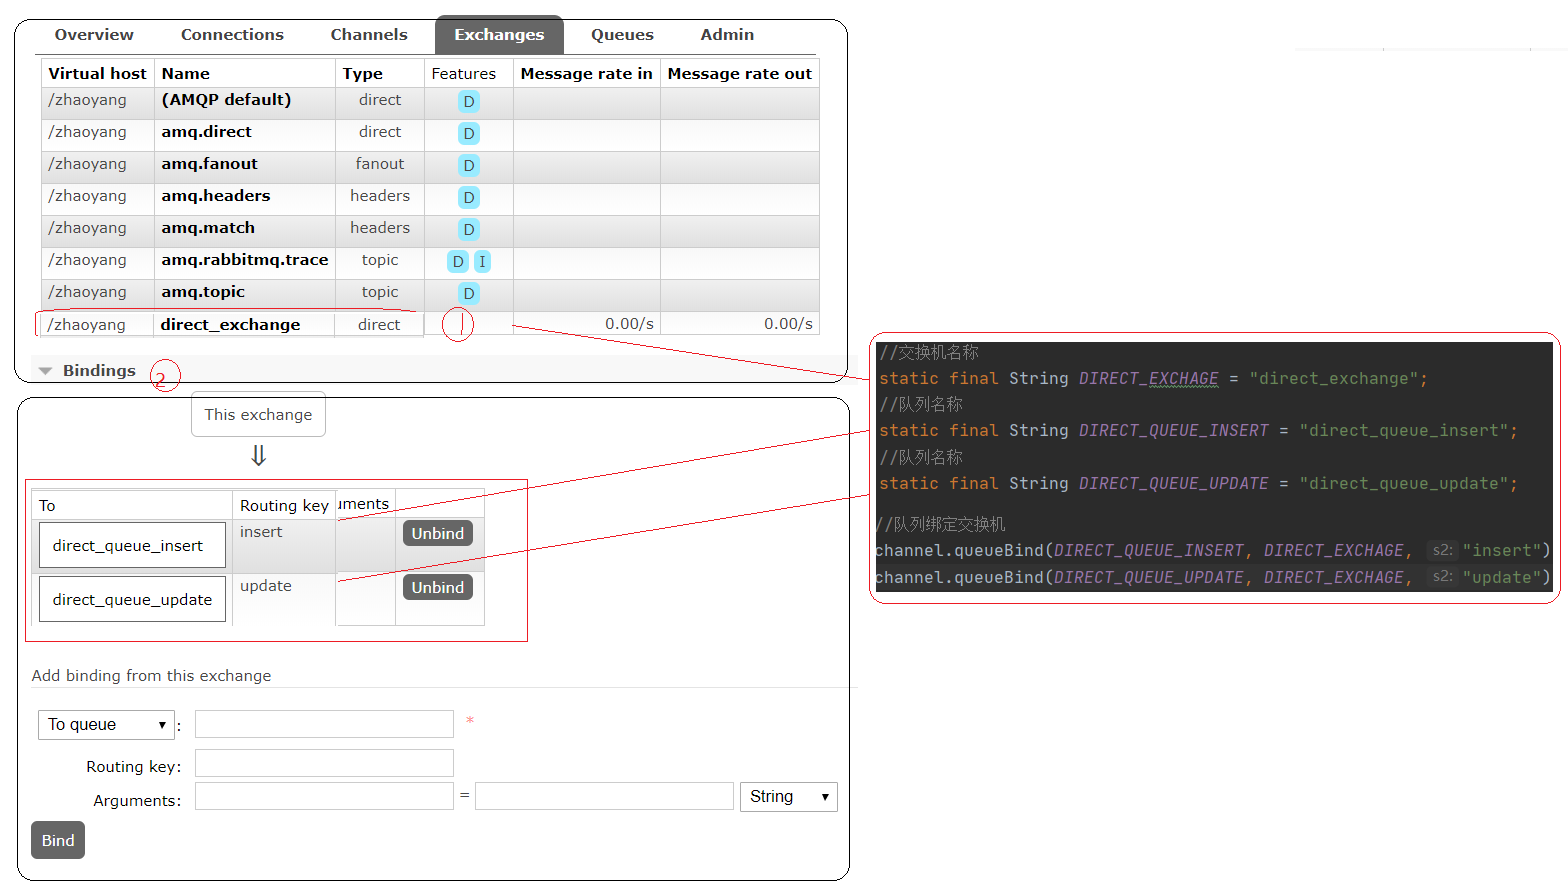 Overview Connections Channels Exchanges Queues Admin
Virtual host Name Type Features Message rate in Message rate out
/zhaoyang (AMQP default) direct D
/zhaoyang amq.direct direct D
/zhaoyang amq.fanout fanout D
/zhaoyang amq.headers headers D
/zhaoyang amq.match headers D
/zhaoyang amq.rabbitmq.trace topic D I
/zhaoyang amq.topic topic D
/zhaoyang direct_exchange direct 1 0.00/s 0.00/s
Bindings 2
This exchange
⇓
To Routing key uments
direct_queue_insert insert Unbind
direct_queue_update update Unbind
Add binding from this exchange
To queue ▾ : *
Routing key:
Arguments: = String ▾
Bind
//交换机名称
static final String DIRECT_EXCHAGE = "direct_exchange";
//队列名称
static final String DIRECT_QUEUE_INSERT = "direct_queue_insert";
//队列名称
static final String DIRECT_QUEUE_UPDATE = "direct_queue_update";
//队列绑定交换机
channel.queueBind(DIRECT_QUEUE_INSERT, DIRECT_EXCHAGE, s2: "insert")
channel.queueBind(DIRECT_QUEUE_UPDATE, DIRECT_EXCHAGE, s2: "update")